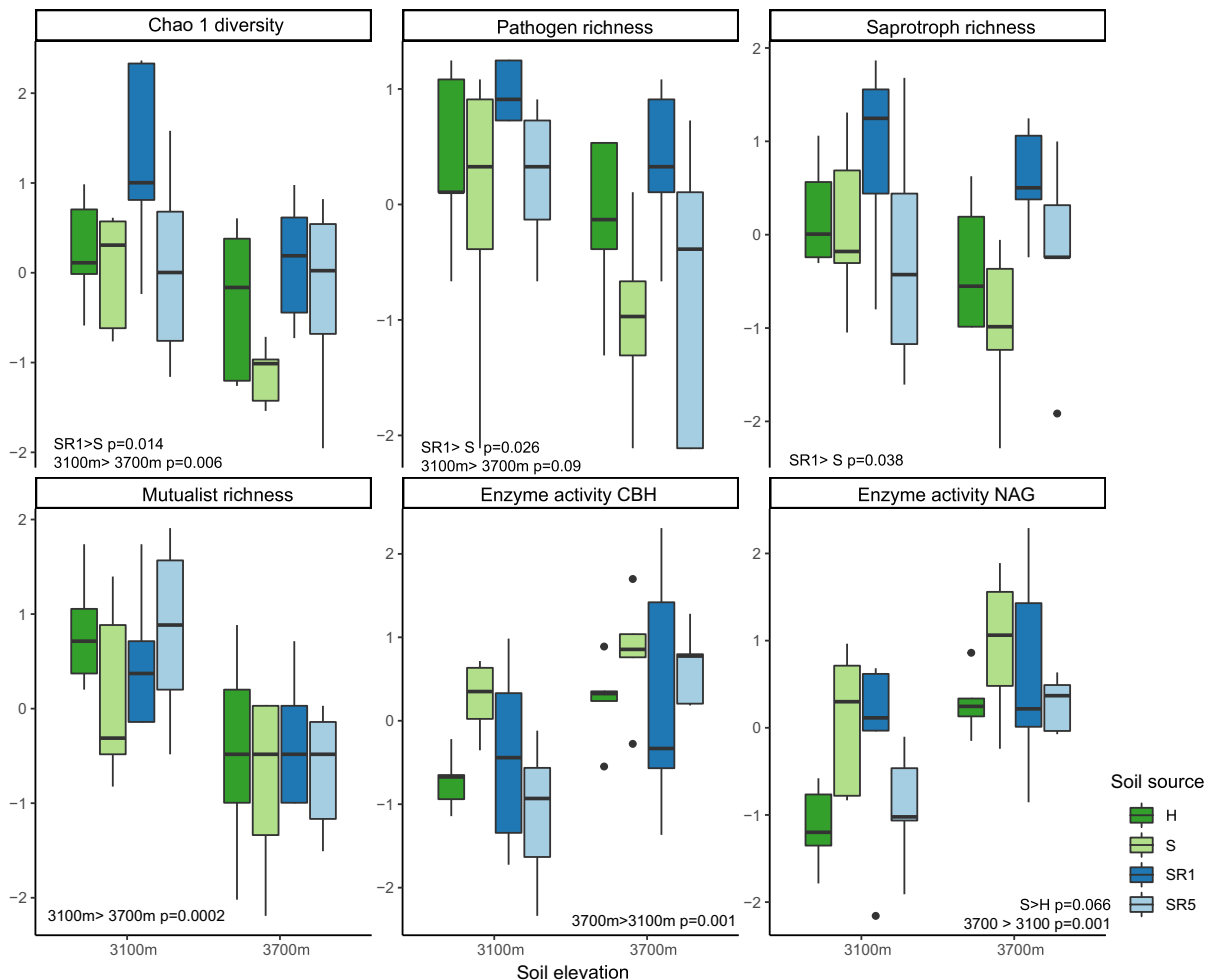 Chao 1 diversity
Pathogen richness
Saprotroph richness
2
1
0
−1
−2
SR1>S p=0.014
3100m> 3700m p=0.006
1
0
−1
−2
SR1> S p=0.026
3100m> 3700m p=0.09
2
1
0
−1
−2
SR1> S p=0.038
Mutualist richness
Enzyme activity CBH
Enzyme activity NAG
2
1
0
−1
−2
3100m> 3700m p=0.0002
2
1
0
−1
−2
3700m>3100m p=0.001
2
1
0
−1
−2
S>H p=0.066
3700 > 3100 p=0.001
3100m
3700m
3100m
3700m
3100m
3700m
Soil elevation
Soil source
H
S
SR1
SR5